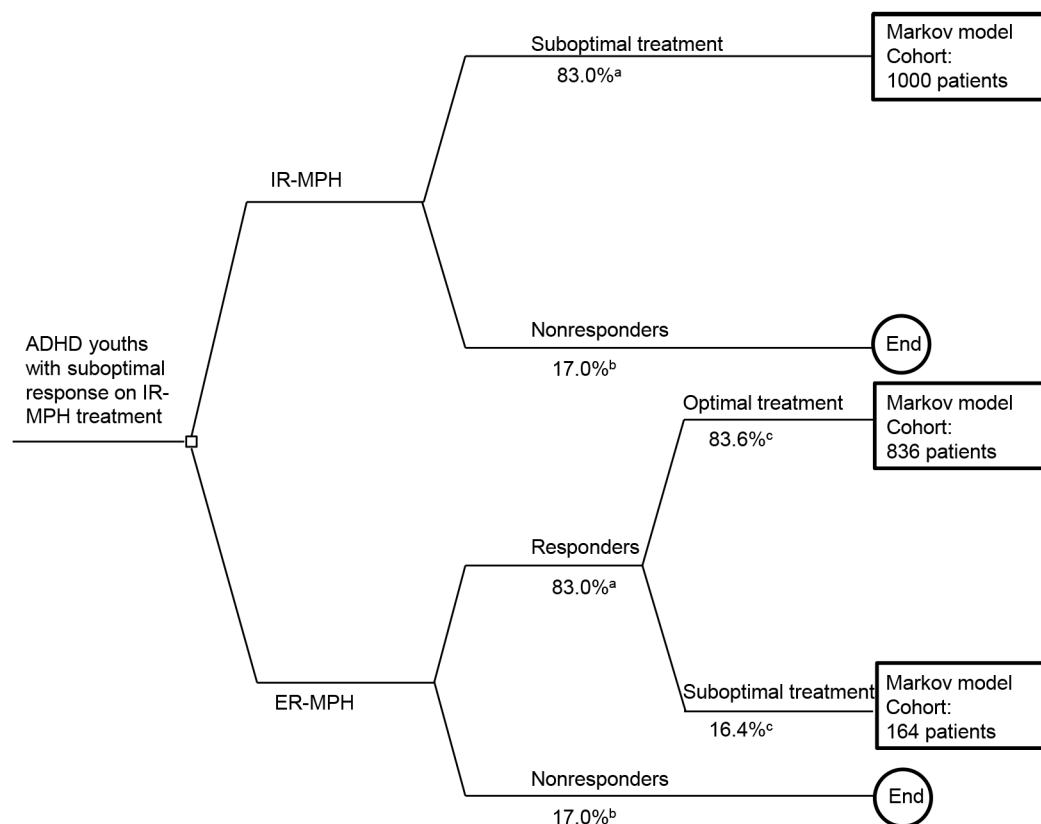 Suboptimal treatment
83.0%ᵃ
Markov model
Cohort:
1000 patients
IR-MPH
Nonresponders
17.0%ᵇ
End
ADHD youths
with suboptimal
response on IR-
MPH treatment
Optimal treatment
83.6%ᶜ
Markov model
Cohort:
836 patients
Responders
83.0%ᵃ
Suboptimal treatment
16.4%ᶜ
Markov model
Cohort:
164 patients
ER-MPH
Nonresponders
17.0%ᵇ
End